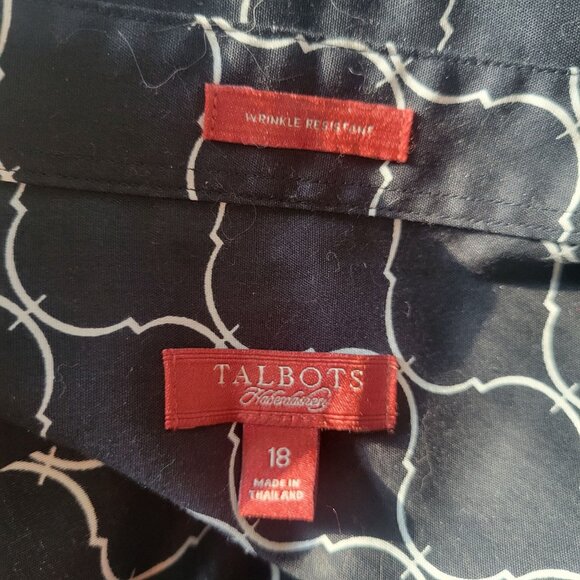 WRINKLE RESISTANT
TALBOTS
Haberdashery
18
MADE IN
THAILAND